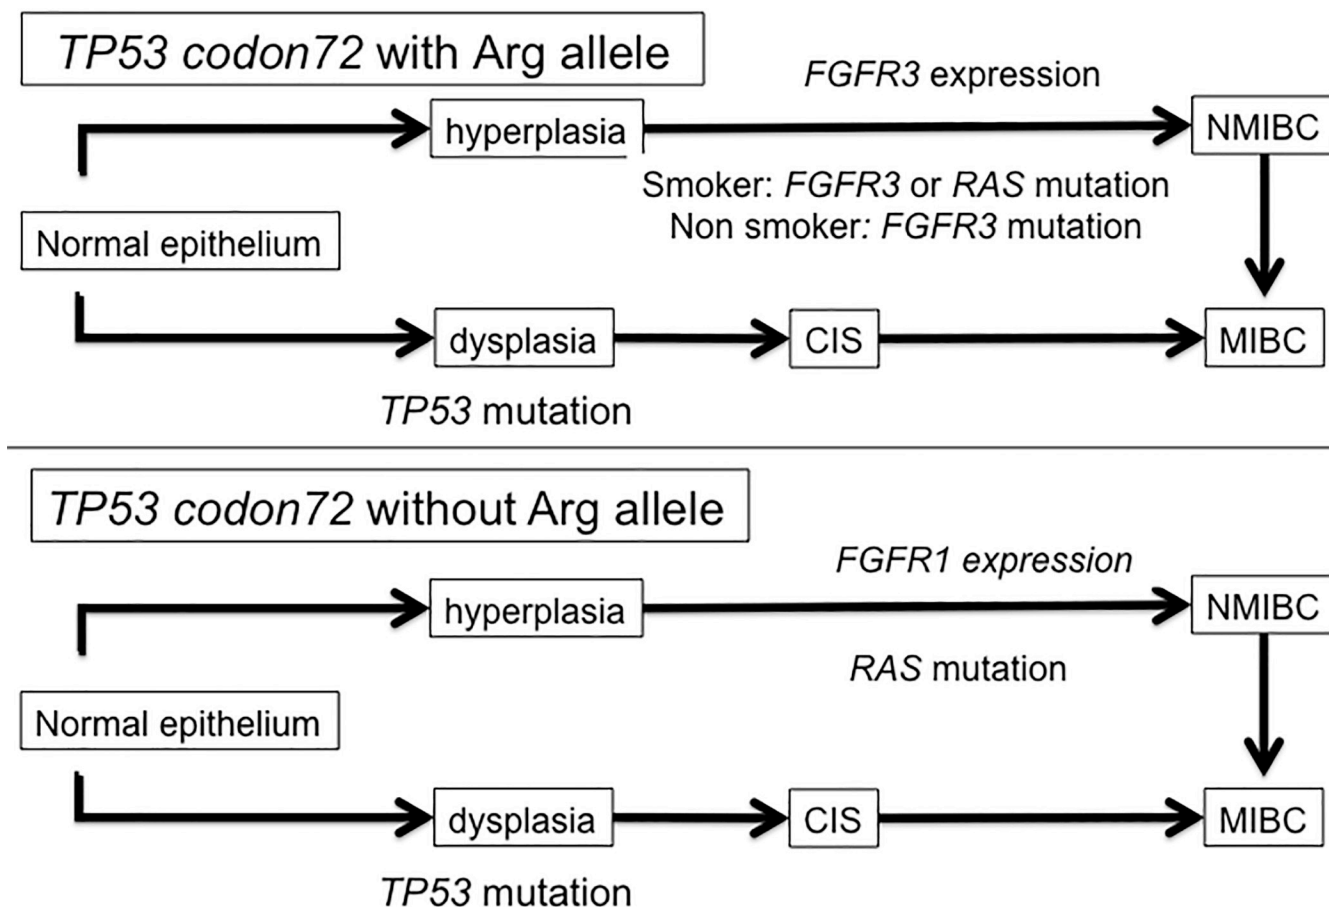 TP53 codon72 with Arg allele
FGFR3 expression
hyperplasia
NMIBC
Smoker: FGFR3 or RAS mutation
Non smoker: FGFR3 mutation
Normal epithelium
dysplasia
CIS
MIBC
TP53 mutation
TP53 codon72 without Arg allele
FGFR1 expression
hyperplasia
NMIBC
RAS mutation
Normal epithelium
dysplasia
CIS
MIBC
TP53 mutation